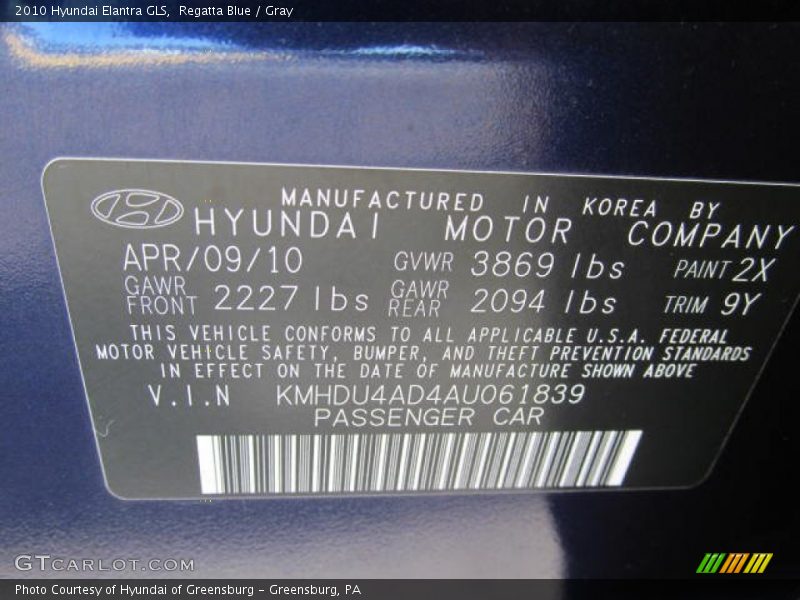 2010 Hyundai Elantra GLS,  Regatta Blue / Gray
MANUFACTURED IN KOREA BY
HYUNDAI MOTOR COMPANY
APR/09/10 GVWR 3869 lbs PAINT 2X
GAWR FRONT 2227 lbs GAWR REAR 2094 lbs TRIM 9Y
THIS VEHICLE CONFORMS TO ALL APPLICABLE U.S.A. FEDERAL
MOTOR VEHICLE SAFETY, BUMPER, AND THEFT PREVENTION STANDARDS
IN EFFECT ON THE DATE OF MANUFACTURE SHOWN ABOVE
V.I.N KMHDU4AD4AU061839
PASSENGER CAR
GTCARLOT.COM
Photo Courtesy of Hyundai of Greensburg - Greensburg, PA